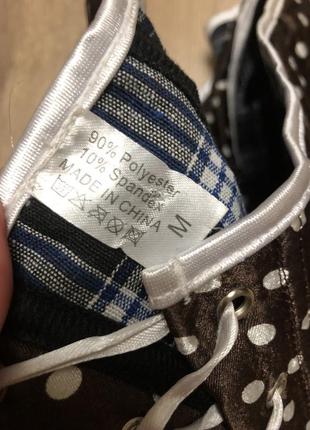 90% Polyester
10% Spandex
MADE IN CHINA
M